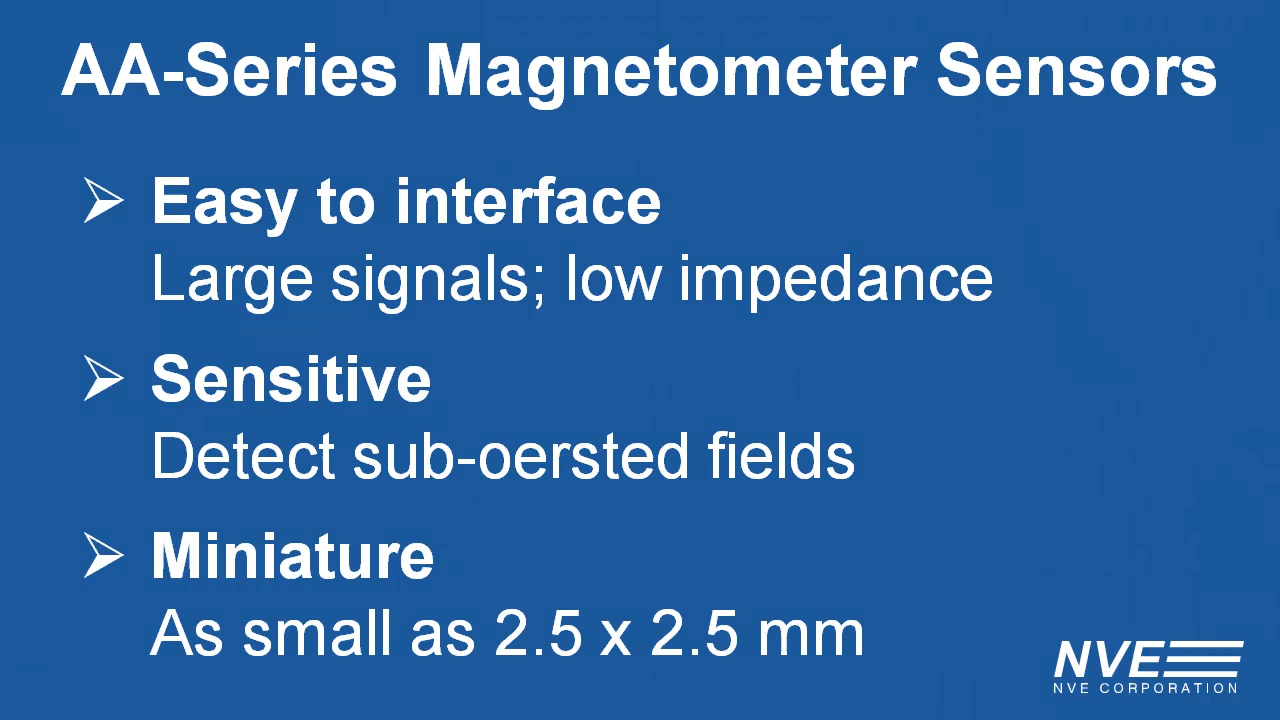 AA-Series Magnetometer Sensors
Easy to interface
Large signals; low impedance
Sensitive
Detect sub-oersted fields
Miniature
As small as 2.5 x 2.5 mm
NVE
NVE CORPORATION